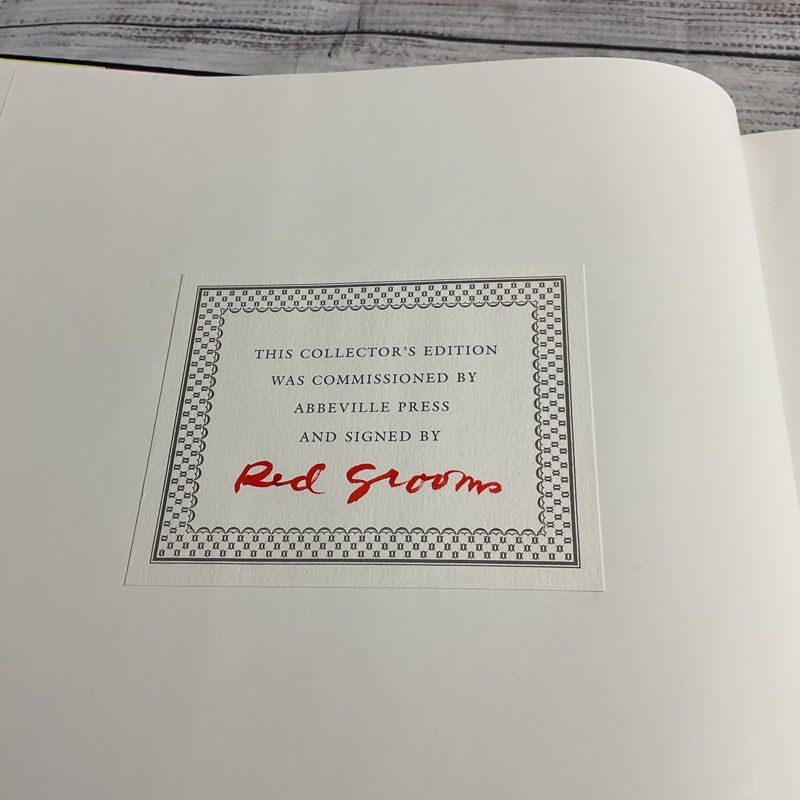 THIS COLLECTOR'S EDITION
WAS COMMISSIONED BY
ABBEVILLE PRESS
AND SIGNED BY
Red Grooms